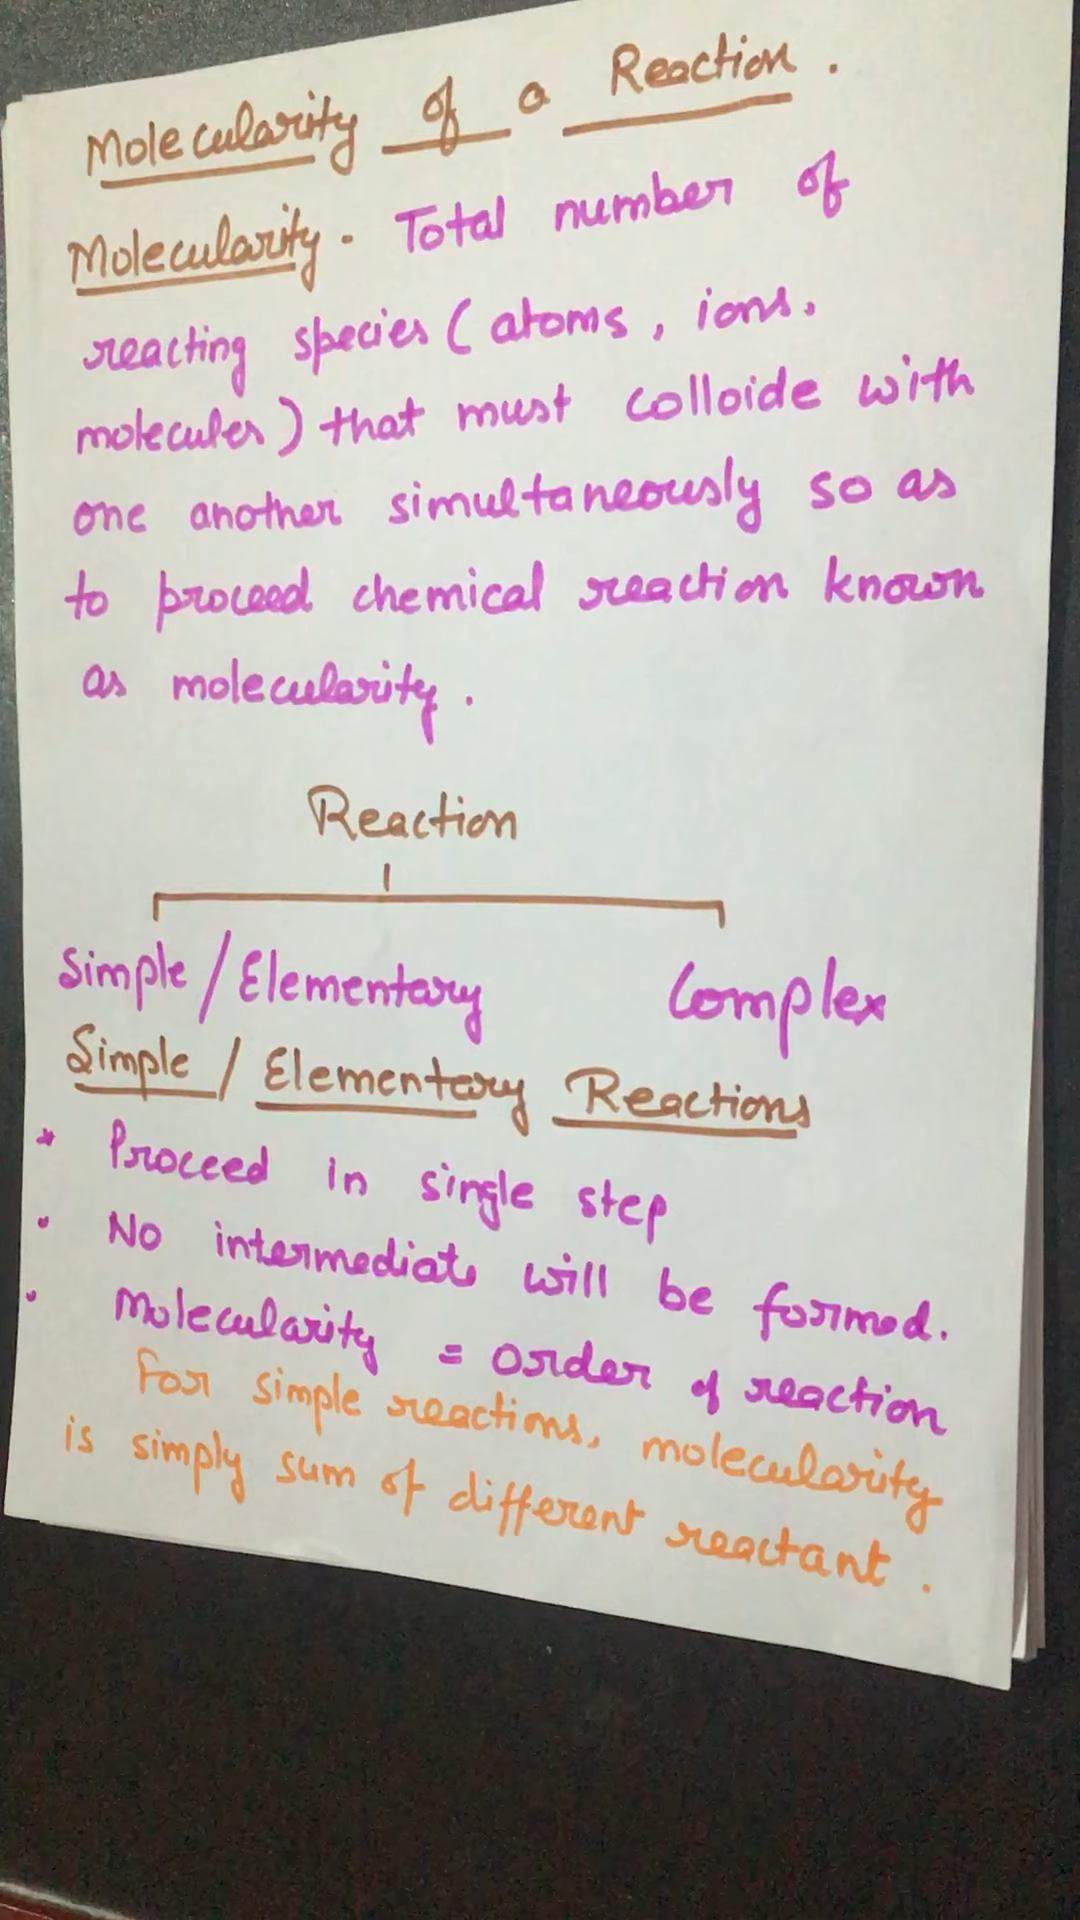 Molecularity of a Reaction.
Molecularity. Total number of
reacting species (atoms, ions.
molecules) that must colloide with
one another simultaneously so as
to proceed chemical reaction known
as molecularity.
Reaction
Simple/Elementary Complex
Simple/Elementary Reactions
* Proceed in single step
• No intermediate will be formed.
• Molecularity = order of reaction
For simple reactions, molecularity
is simply sum of different reactant.